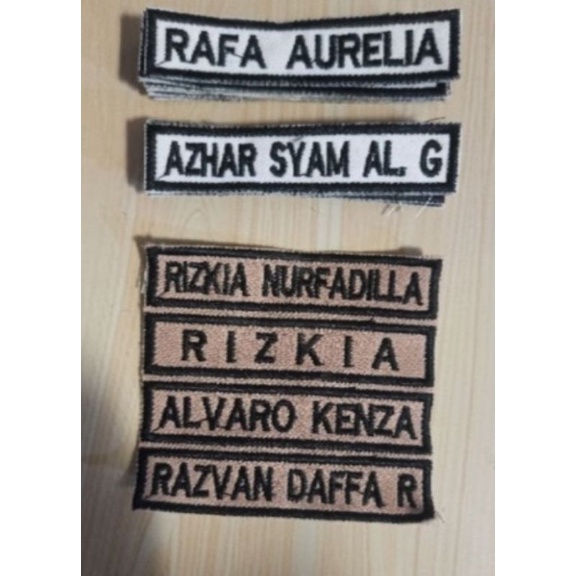 RAFA AURELIA
AZHAR SYAM AL. G
RIZKIA NURFADILLA
RIZKIA
ALVARO KENZA
RAZVAN DAFFA R